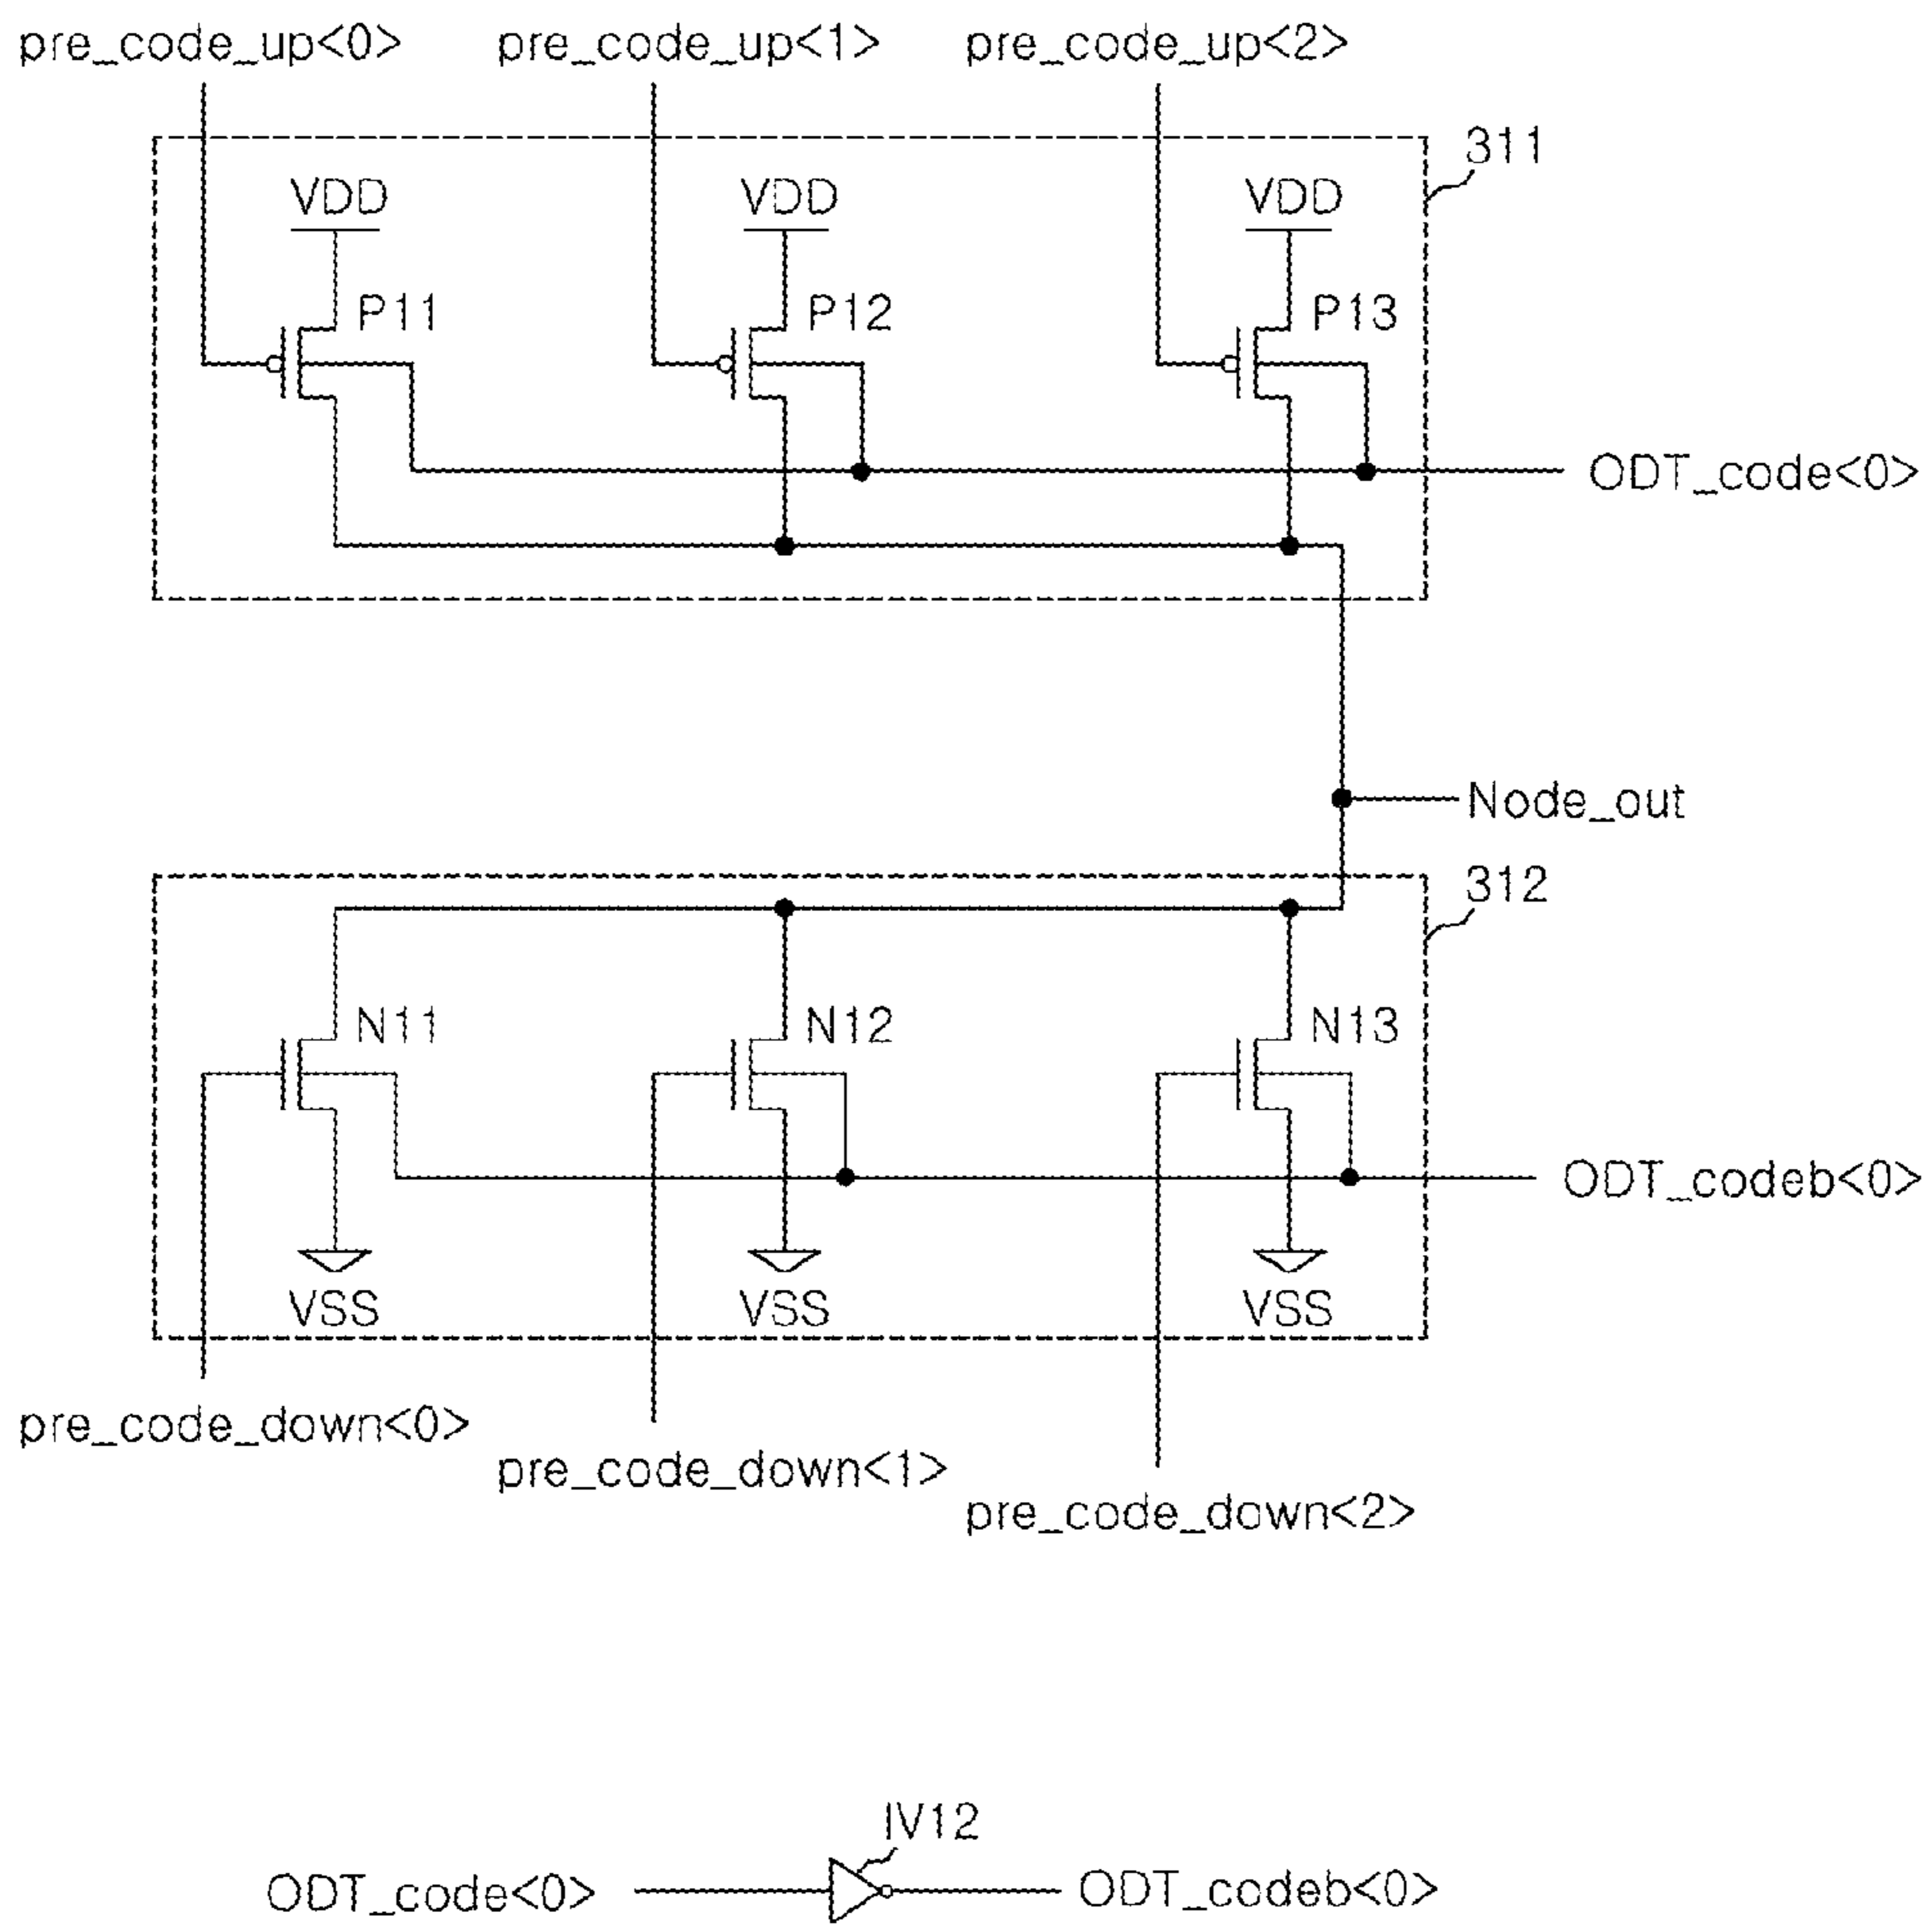 pre_code_up<0> pre_code_up<1> pre_code_up<2>
311
VDD VDD VDD
P11 P12 P13
ODT_code<0>
Node_out
312
N11 N12 N13
ODT_codeb<0>
VSS VSS VSS
pre_code_down<0>
pre_code_down<1>
pre_code_down<2>
IV12
ODT_code<0> ODT_codeb<0>